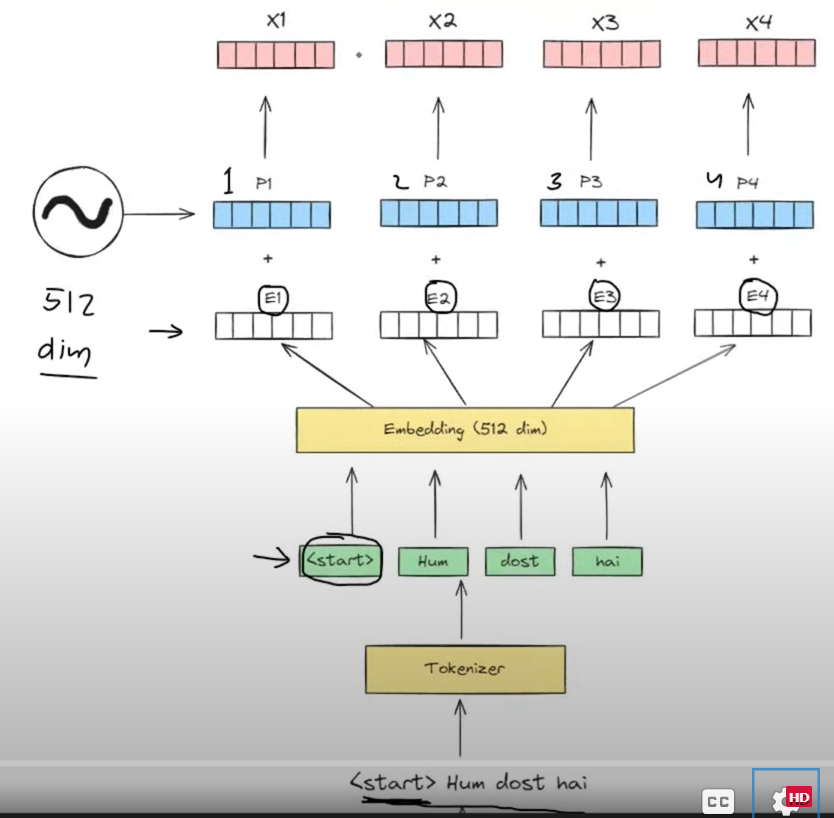 X1 X2 X3 X4
1 P1 2 P2 3 P3 4 P4
+ + + +
E1 E2 E3 E4
512
dim
Embedding (512 dim)
<start> Hum dost hai
Tokenizer
<start> Hum dost hai
CC HD